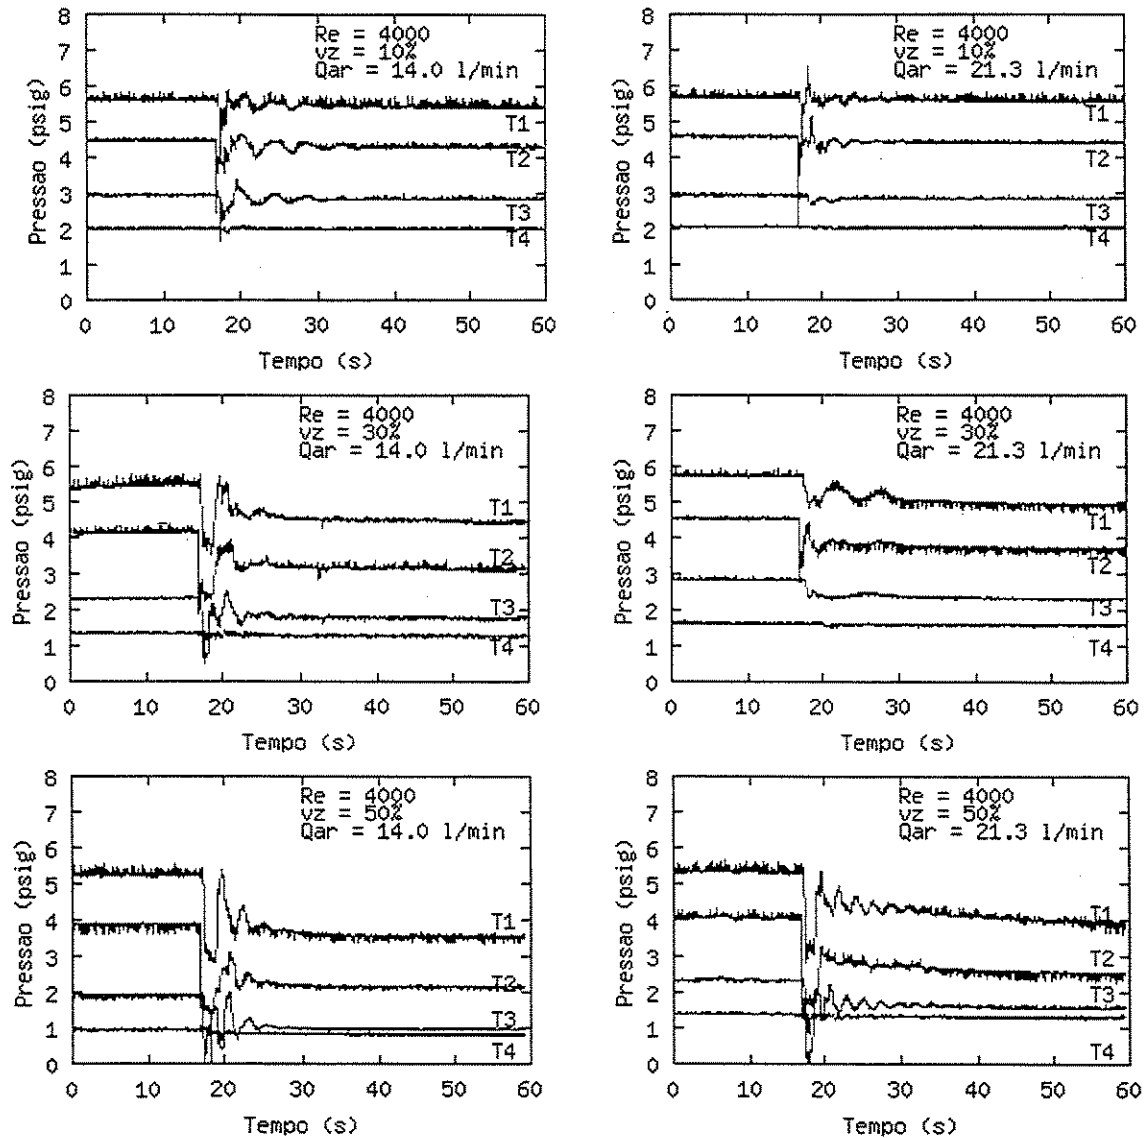 8
7
6
5
4
3
2
1
0
Pressao (psig)
Re = 4000
vz = 10%
Qar = 14.0 l/min
T1
T2
T3
T4
0 10 20 30 40 50 60
Tempo (s)
8
7
6
5
4
3
2
1
0
Pressao (psig)
Re = 4000
vz = 10%
Qar = 21.3 l/min
T1
T2
T3
T4
0 10 20 30 40 50 60
Tempo (s)
8
7
6
5
4
3
2
1
0
Pressao (psig)
Re = 4000
vz = 30%
Qar = 14.0 l/min
T1
T2
T3
T4
0 10 20 30 40 50 60
Tempo (s)
8
7
6
5
4
3
2
1
0
Pressao (psig)
Re = 4000
vz = 30%
Qar = 21.3 l/min
T1
T2
T3
T4
0 10 20 30 40 50 60
Tempo (s)
8
7
6
5
4
3
2
1
0
Pressao (psig)
Re = 4000
vz = 50%
Qar = 14.0 l/min
T1
T2
T3
T4
0 10 20 30 40 50 60
Tempo (s)
8
7
6
5
4
3
2
1
0
Pressao (psig)
Re = 4000
vz = 50%
Qar = 21.3 l/min
T1
T2
T3
T4
0 10 20 30 40 50 60
Tempo (s)